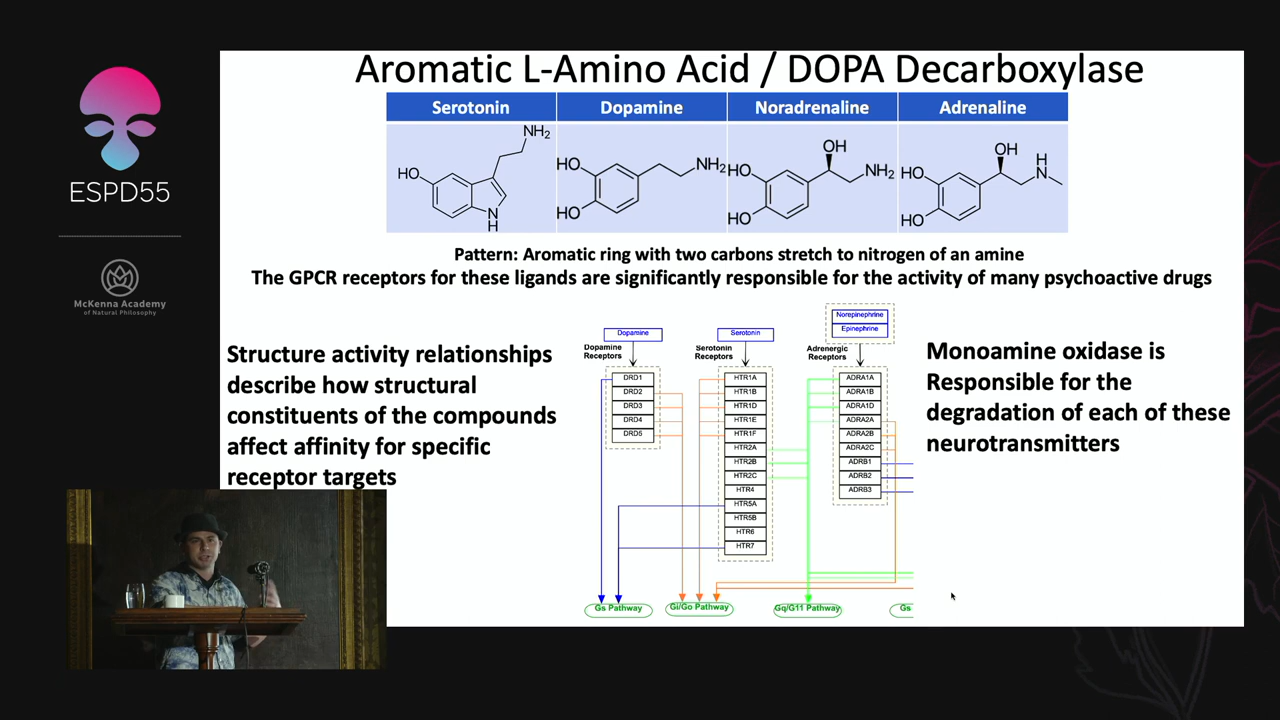 Aromatic L-Amino Acid / DOPA Decarboxylase
Serotonin
Dopamine
Noradrenaline
Adrenaline
NH2
HO
N
H
HO
HO
NH2
OH
HO
HO
NH2
OH
HO
HO
H
N
ESPD55
McKenna Academy
of Natural Philosophy
Pattern: Aromatic ring with two carbons stretch to nitrogen of an amine
The GPCR receptors for these ligands are significantly responsible for the activity of many psychoactive drugs
Structure activity relationships
describe how structural
constituents of the compounds
affect affinity for specific
receptor targets
Dopamine
Dopamine
Receptors
DRD1
DRD2
DRD3
DRD4
DRD5
Serotonin
Serotonin
Receptors
HTR1A
HTR1B
HTR1D
HTR1E
HTR1F
HTR2A
HTR2B
HTR2C
HTR4
HTR5A
HTR5B
HTR6
HTR7
Norepinephrine
Epinephrine
Adrenergic
Receptors
ADRA1A
ADRA1B
ADRA1D
ADRA2A
ADRA2B
ADRA2C
ADRB1
ADRB2
ADRB3
Gs Pathway
Gi/Go Pathway
Gq/G11 Pathway
Gs
Monoamine oxidase is
Responsible for the
degradation of each of these
neurotransmitters